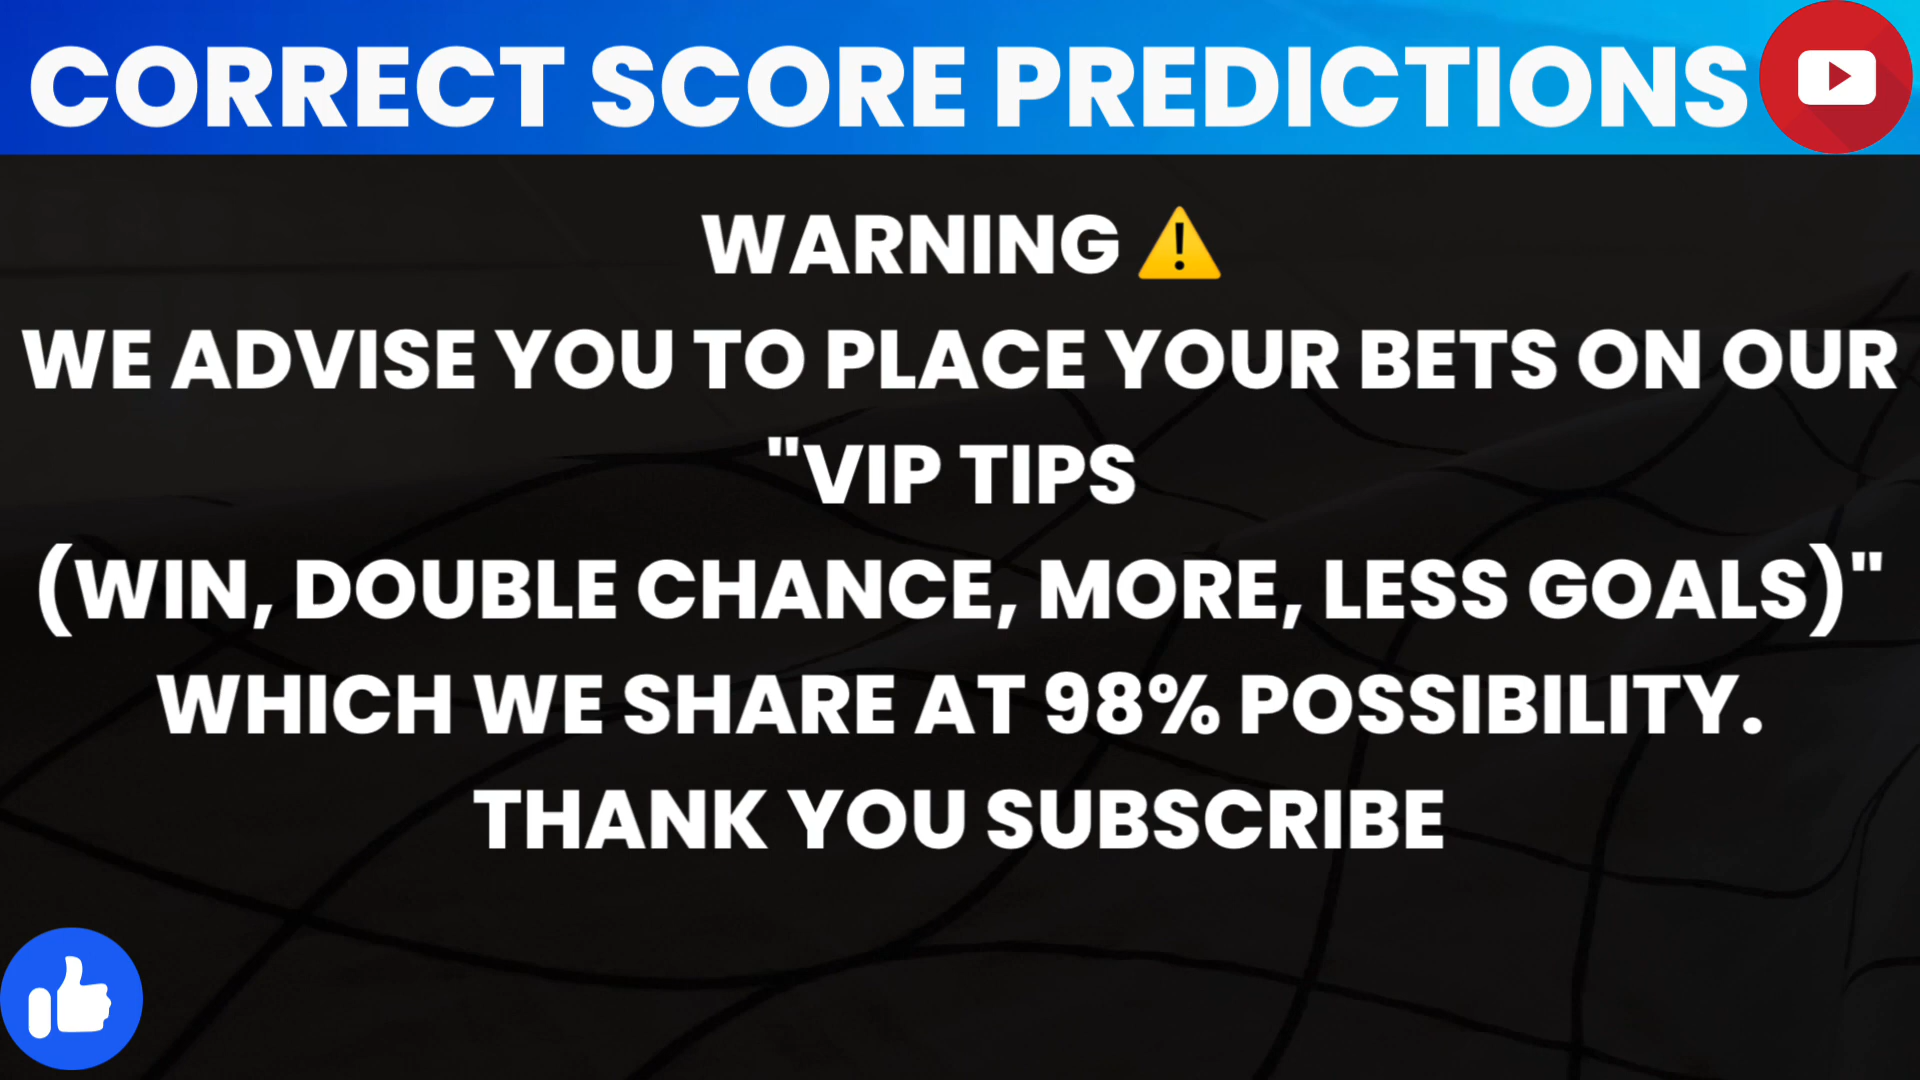 CORRECT SCORE PREDICTIONS
WARNING ⚠️
WE ADVISE YOU TO PLACE YOUR BETS ON OUR
"VIP TIPS
(WIN, DOUBLE CHANCE, MORE, LESS GOALS)"
WHICH WE SHARE AT 98% POSSIBILITY.
THANK YOU SUBSCRIBE